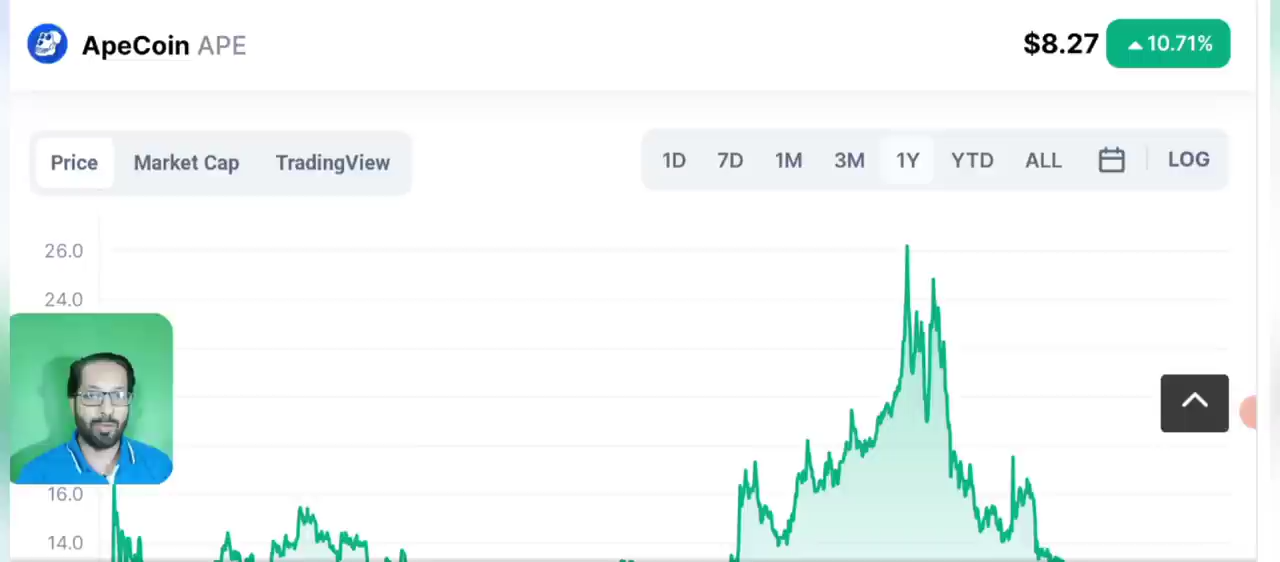 ApeCoin APE $8.27 10.71%
Price Market Cap TradingView 1D 7D 1M 3M 1Y YTD ALL LOG
26.0
24.0
16.0
14.0